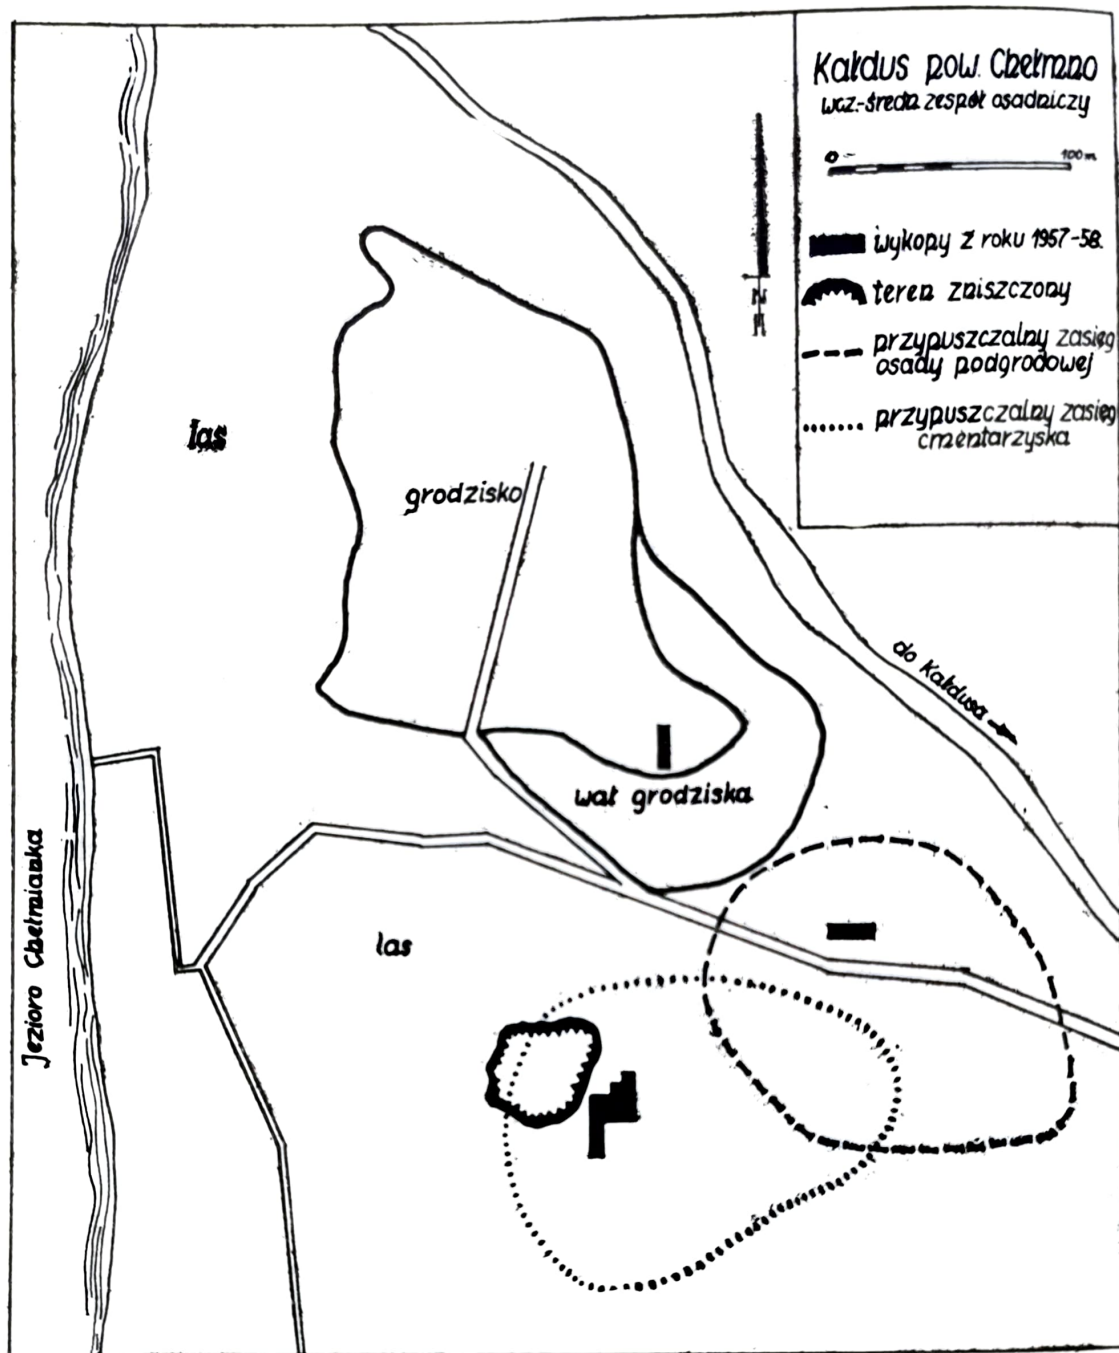 Kałdus pow. Chełmno
wcz.-średn zespół osadniczy
0
100 m
N
wykopy z roku 1957-58.
teren zniszczony
przypuszczalny zasięg
osady podgrodowej
przypuszczalny zasięg
cmentarzyska
las
grodzisko
do Kałdusa
wał grodziska
Jezioro Chełmianka
las